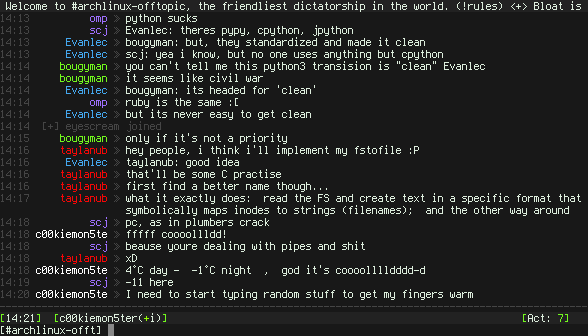 Welcome to #archlinux-offtopic, the friendliest dictatorship in the world. (!rules) <+> Bloat is
14:13 omp » python sucks
14:13 scj » Evanlec: theres pypy, cpython, jpython
14:13 Evanlec » bougyman: but, they standardized and made it clean
14:13 Evanlec » scj: yea i know, but no one uses anything but cpython
14:14 bougyman » you can't tell me this python3 transision is "clean" Evanlec
14:14 bougyman » it seems like civil war
14:14 Evanlec » bougyman: its headed for 'clean'
14:14 omp » ruby is the same :[
14:14 Evanlec » but its never easy to get clean
14:14 [+] eyescream joined
14:15 bougyman » only if it's not a priority
14:16 taylanub » hey people, i think i'll implement my fstofile :P
14:16 Evanlec » taylanub: good idea
14:16 taylanub » that'll be some C practise
14:16 taylanub » first find a better name though...
14:17 taylanub » what it exactly does:  read the FS and create text in a specific format that
symbolically maps inodes to strings (filenames);  and the other way around
14:18 scj » pc, as in plumbers crack
14:18 c00kiemon5te » fffff cooollldd!
14:18 scj » beause youre dealing with pipes and shit
14:18 taylanub » xD
14:18 c00kiemon5te » 4°C day -  -1°C night  ,  god it's coooollllldddd-d
14:19 scj » -11 here
14:20 c00kiemon5te » I need to start typing random stuff to get my fingers warm
[14:21] [c00kiemon5te(+i)] [Act: 7]
[#archlinux-offt]